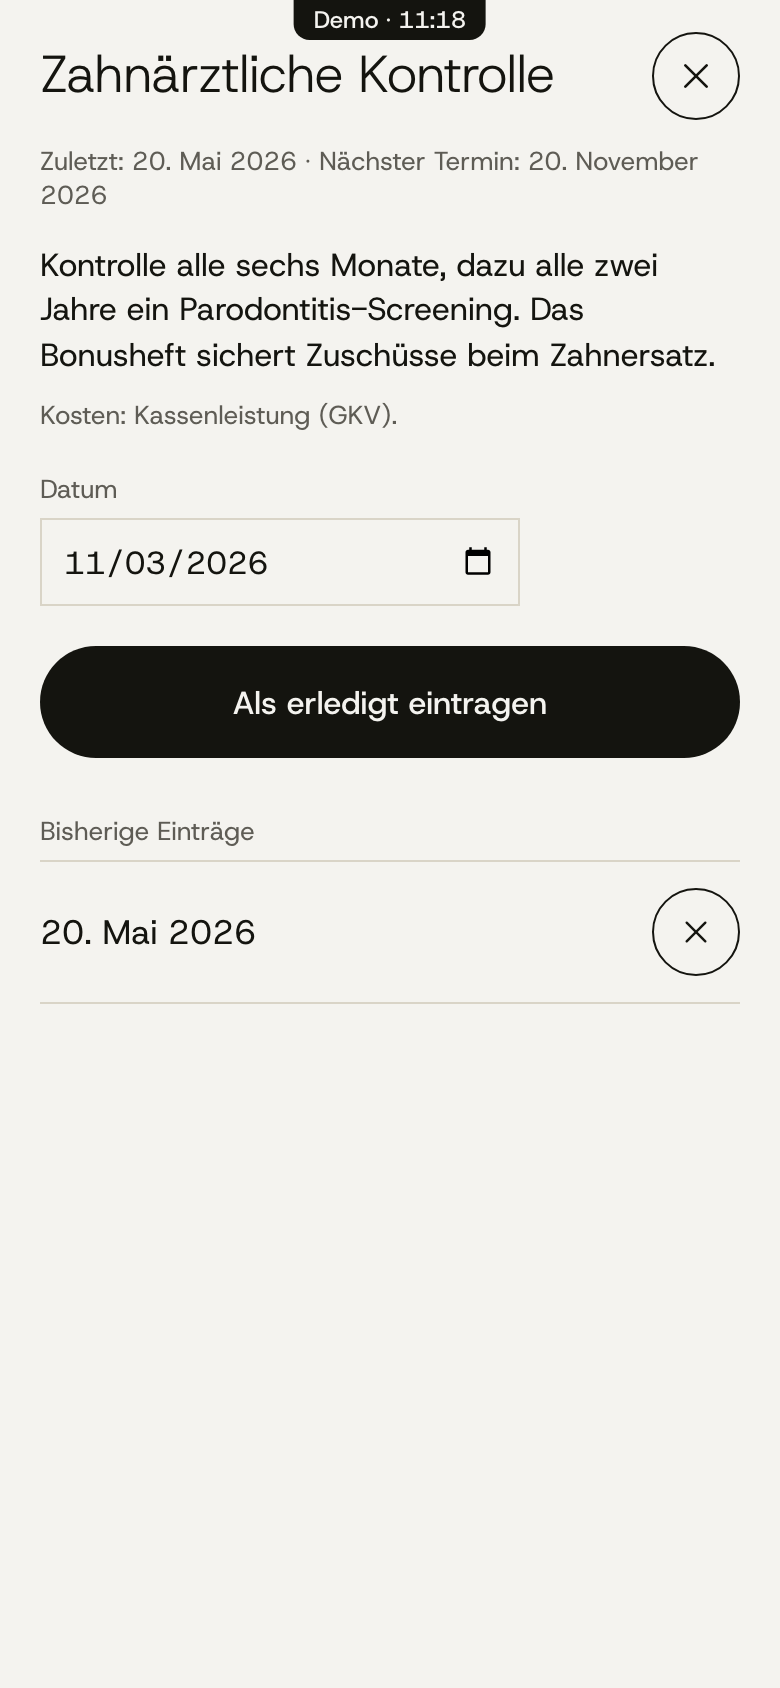 Demo · 11:18
Zahnärztliche Kontrolle
Zuletzt: 20. Mai 2026 · Nächster Termin: 20. November
2026
Kontrolle alle sechs Monate, dazu alle zwei
Jahre ein Parodontitis-Screening. Das
Bonusheft sichert Zuschüsse beim Zahnersatz.
Kosten: Kassenleistung (GKV).
Datum
11/03/2026
Als erledigt eintragen
Bisherige Einträge
20. Mai 2026